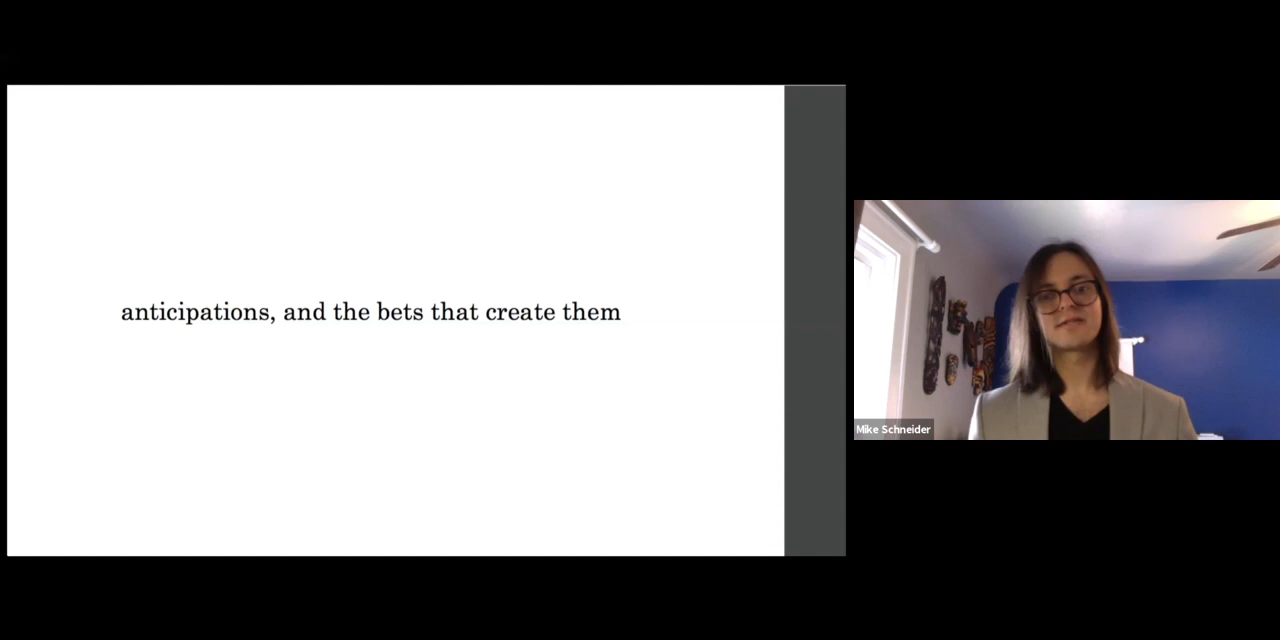 anticipations, and the bets that create them
Mike Schneider